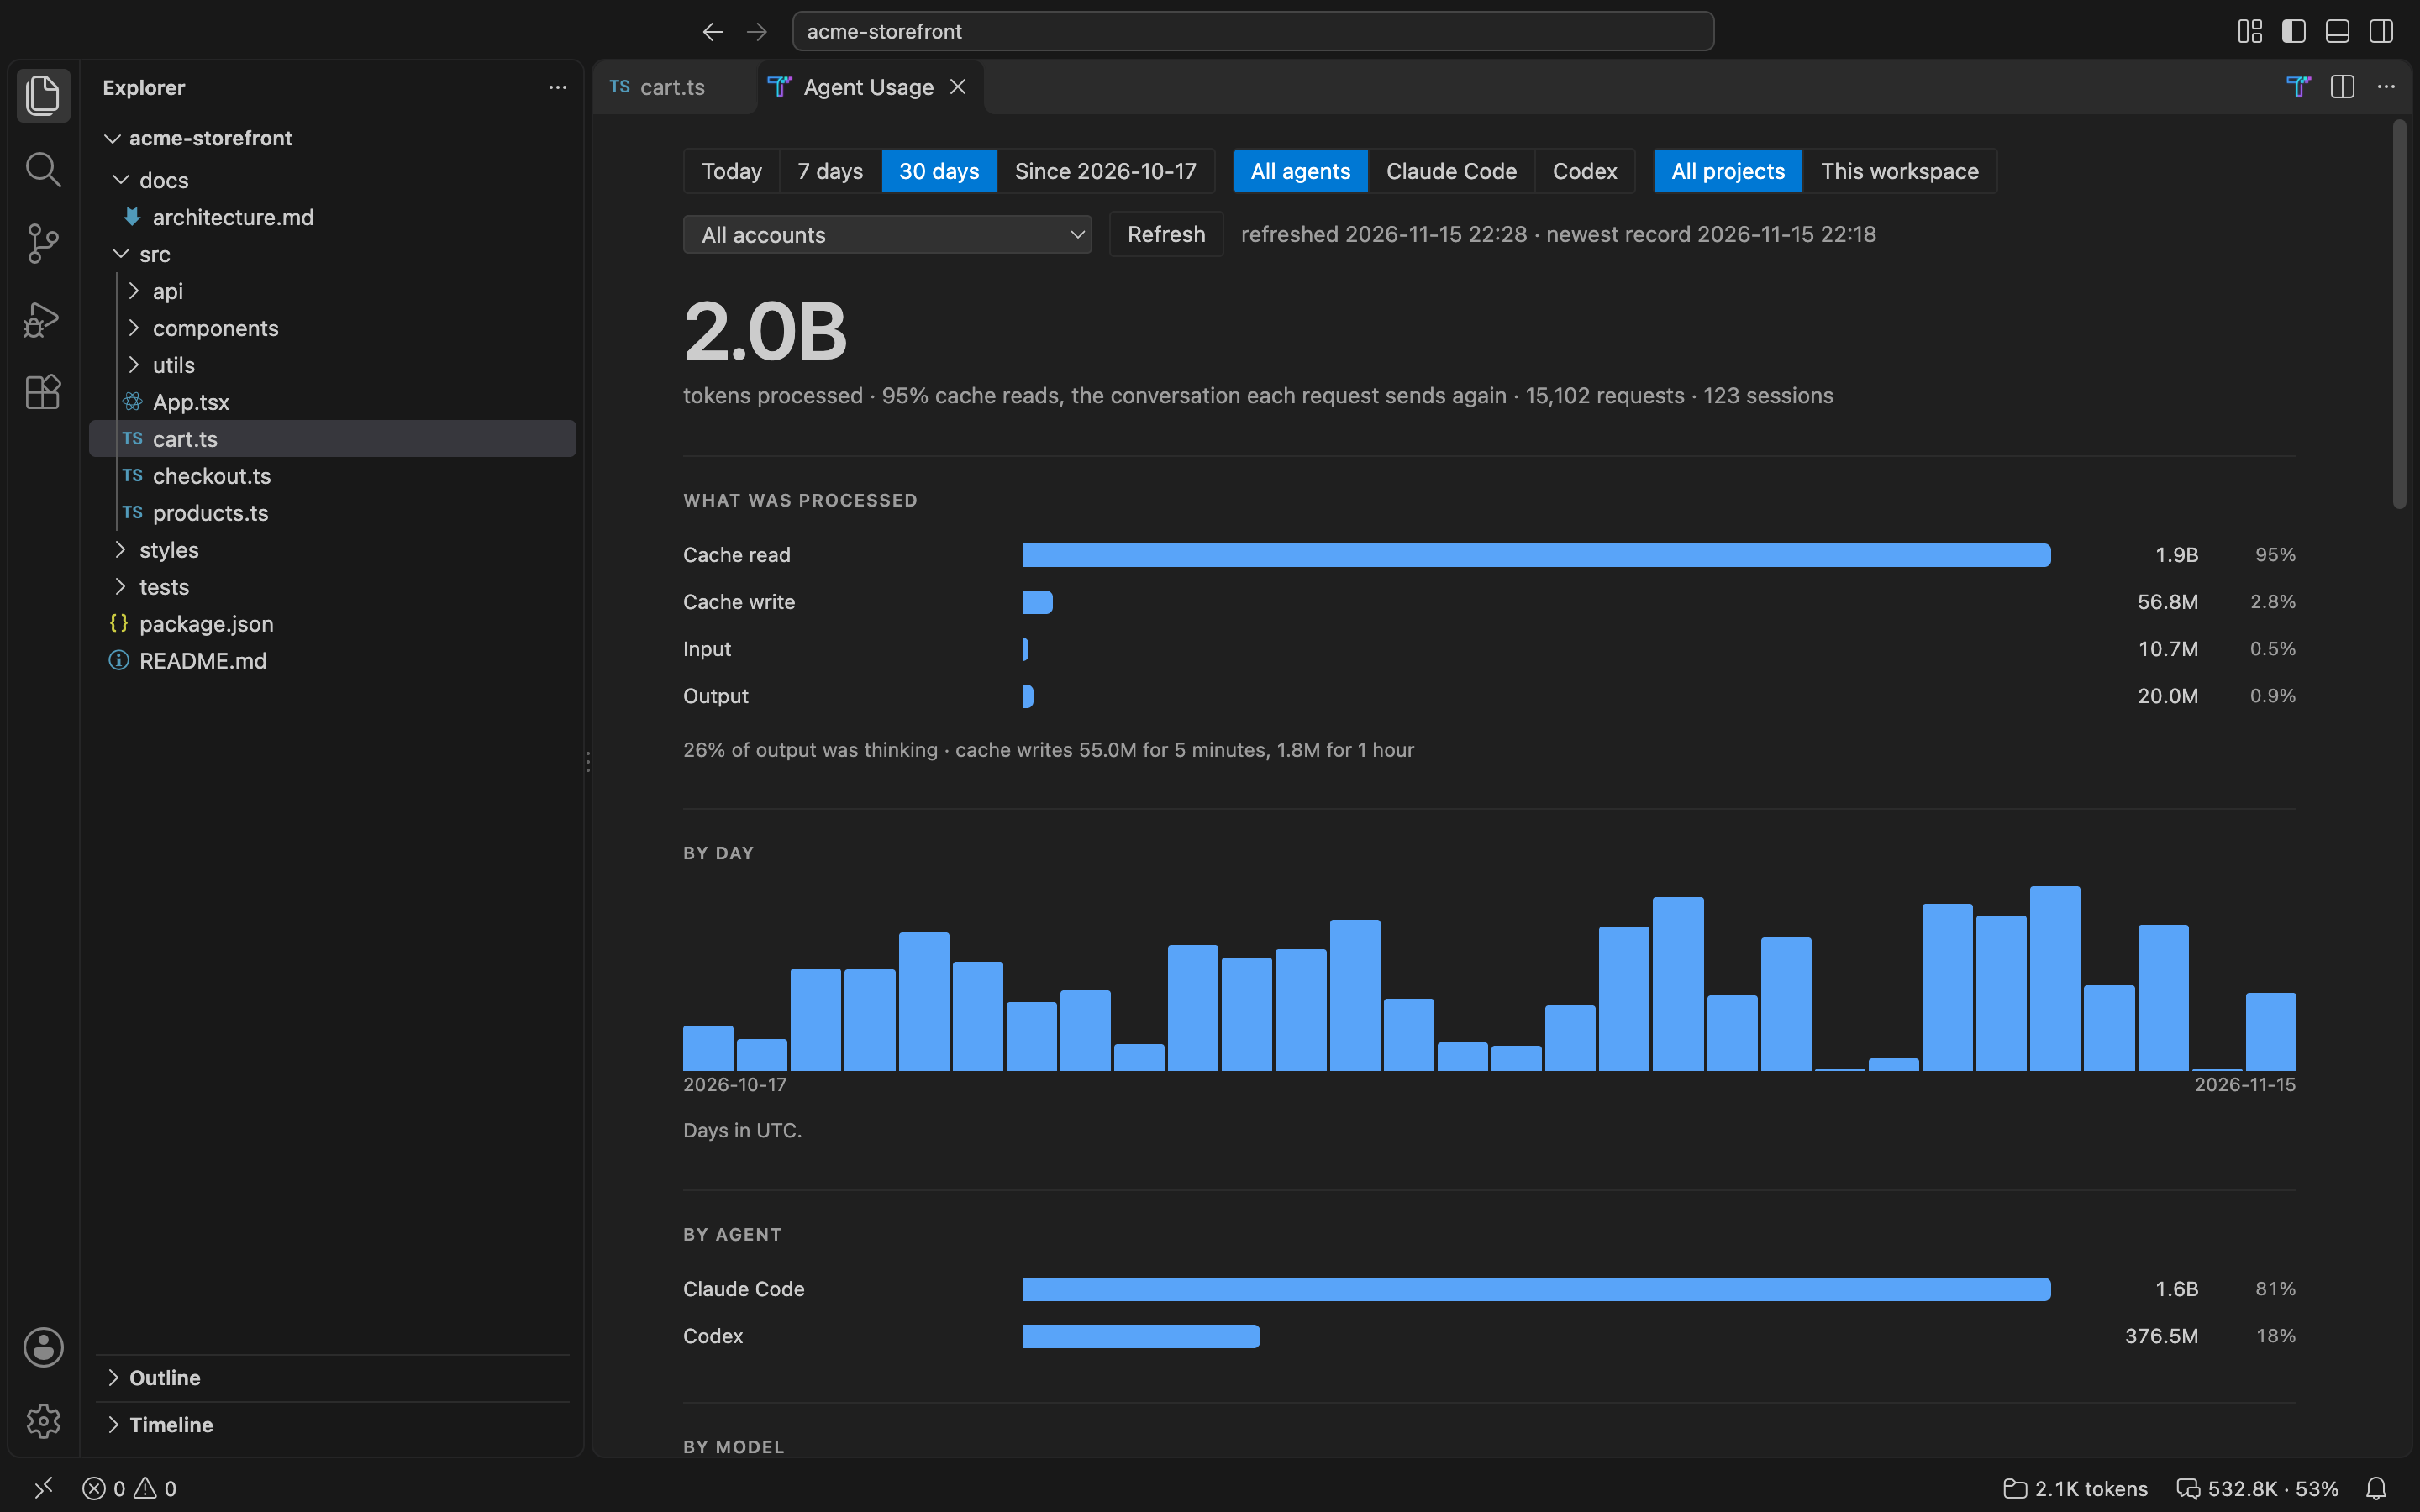 acme-storefront
Explorer
acme-storefront
docs
architecture.md
src
api
components
utils
App.tsx
TS cart.ts
TS checkout.ts
TS products.ts
styles
tests
{} package.json
README.md
Outline
Timeline
TS cart.ts
Agent Usage
Today 7 days 30 days Since 2026-10-17 All agents Claude Code Codex All projects This workspace
All accounts Refresh refreshed 2026-11-15 22:28 · newest record 2026-11-15 22:18
2.0B
tokens processed · 95% cache reads, the conversation each request sends again · 15,102 requests · 123 sessions
WHAT WAS PROCESSED
Cache read 1.9B 95%
Cache write 56.8M 2.8%
Input 10.7M 0.5%
Output 20.0M 0.9%
26% of output was thinking · cache writes 55.0M for 5 minutes, 1.8M for 1 hour
BY DAY
2026-10-17 2026-11-15
Days in UTC.
BY AGENT
Claude Code 1.6B 81%
Codex 376.5M 18%
BY MODEL
0 0 2.1K tokens 532.8K · 53%